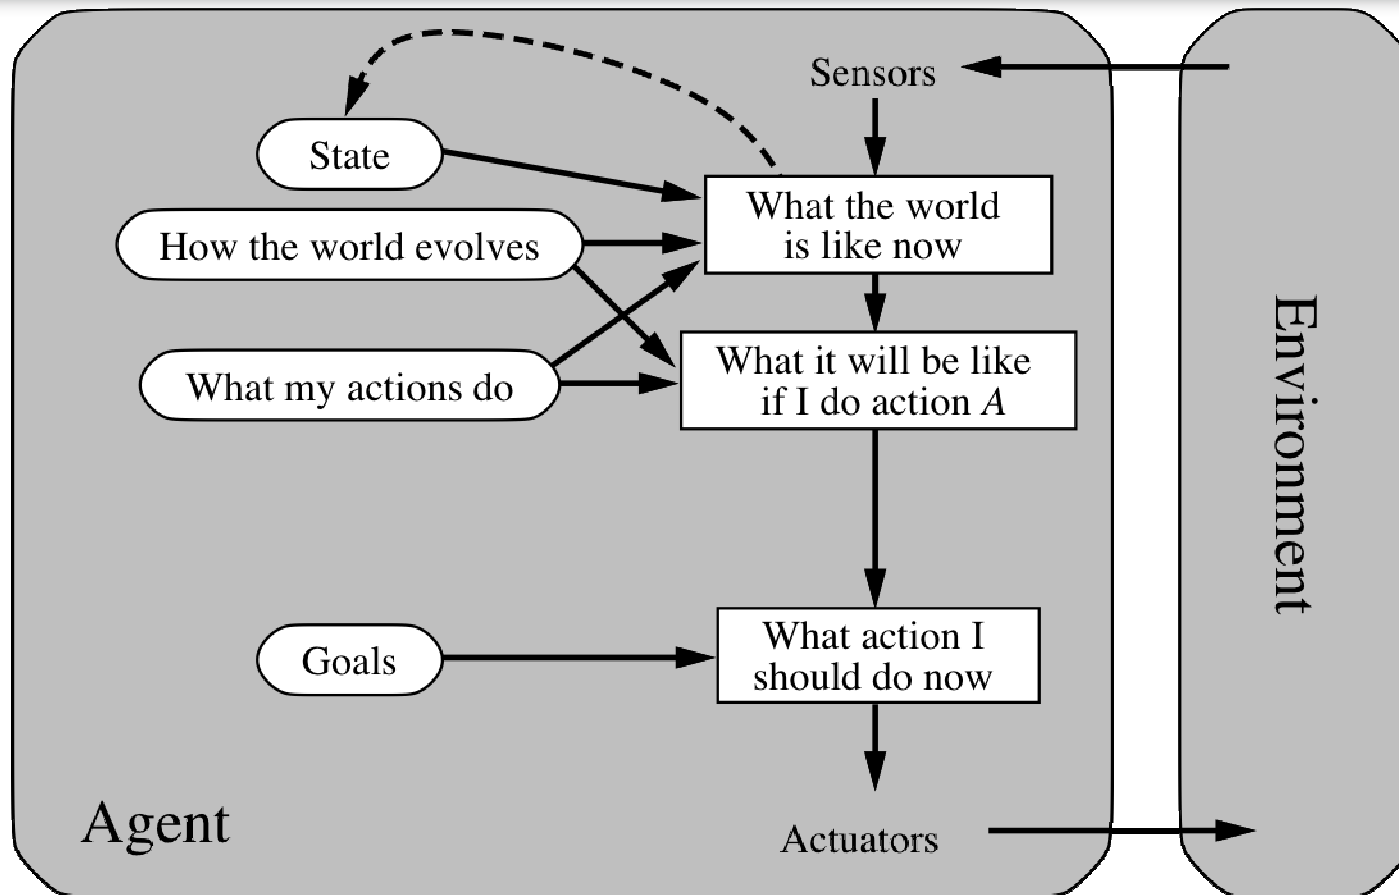 Sensors
State
What the world
is like now
How the world evolves
What it will be like
if I do action A
What my actions do
Environment
What action I
should do now
Goals
Agent
Actuators